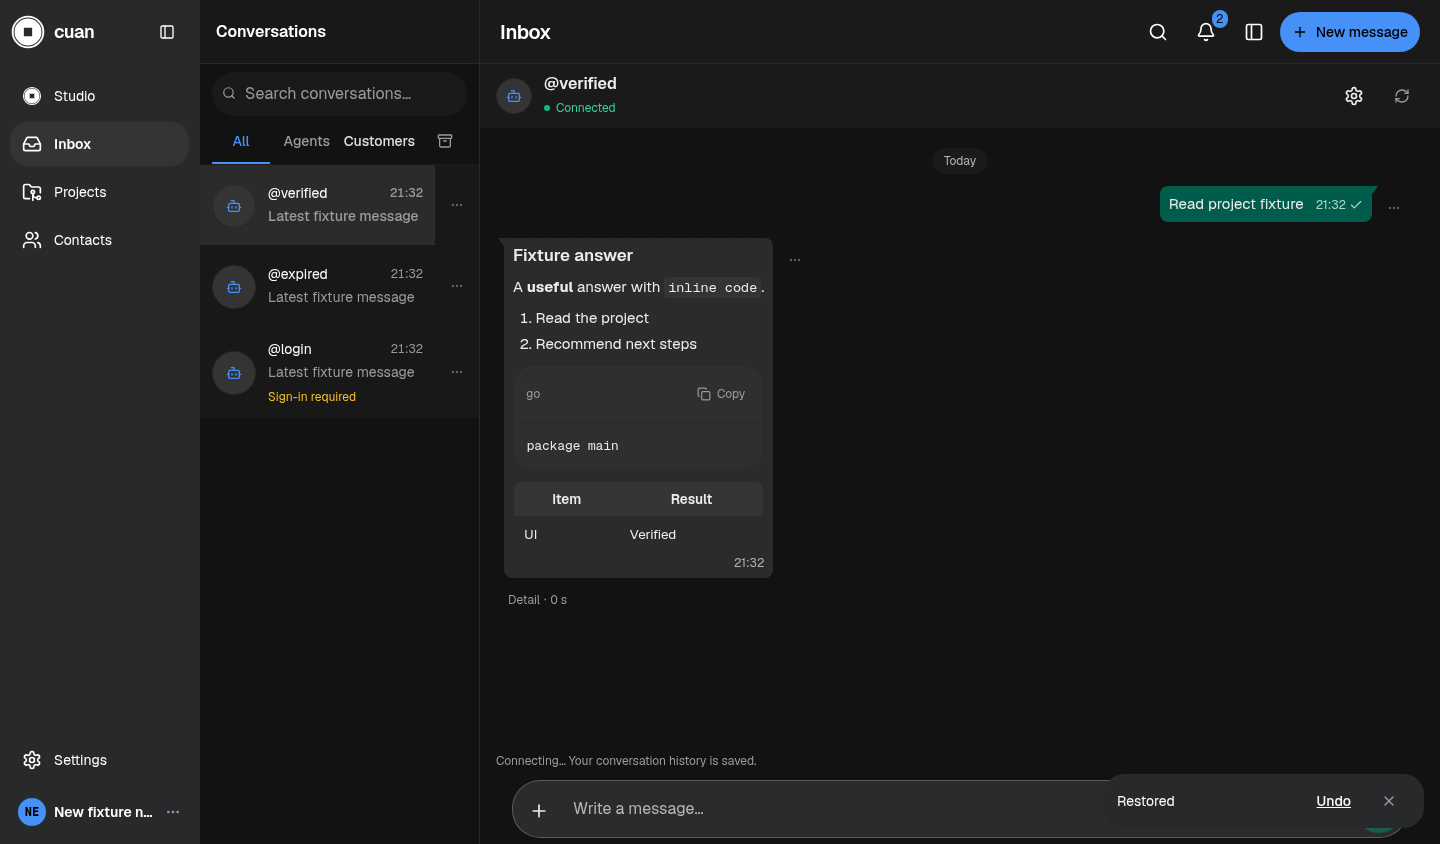 cuan
Studio
Inbox
Projects
Contacts
Settings
NE
New fixture n...
Conversations
Search conversations...
All
Agents
Customers
@verified
21:32
Latest fixture message
@expired
21:32
Latest fixture message
@login
21:32
Latest fixture message
Sign-in required
Inbox
2
New message
@verified
Connected
Today
Read project fixture 21:32
Fixture answer
A useful answer with inline code.
1. Read the project
2. Recommend next steps
go
Copy
package main
Item Result
UI Verified
21:32
Detail · 0 s
Connecting… Your conversation history is saved.
Write a message...
Restored
Undo